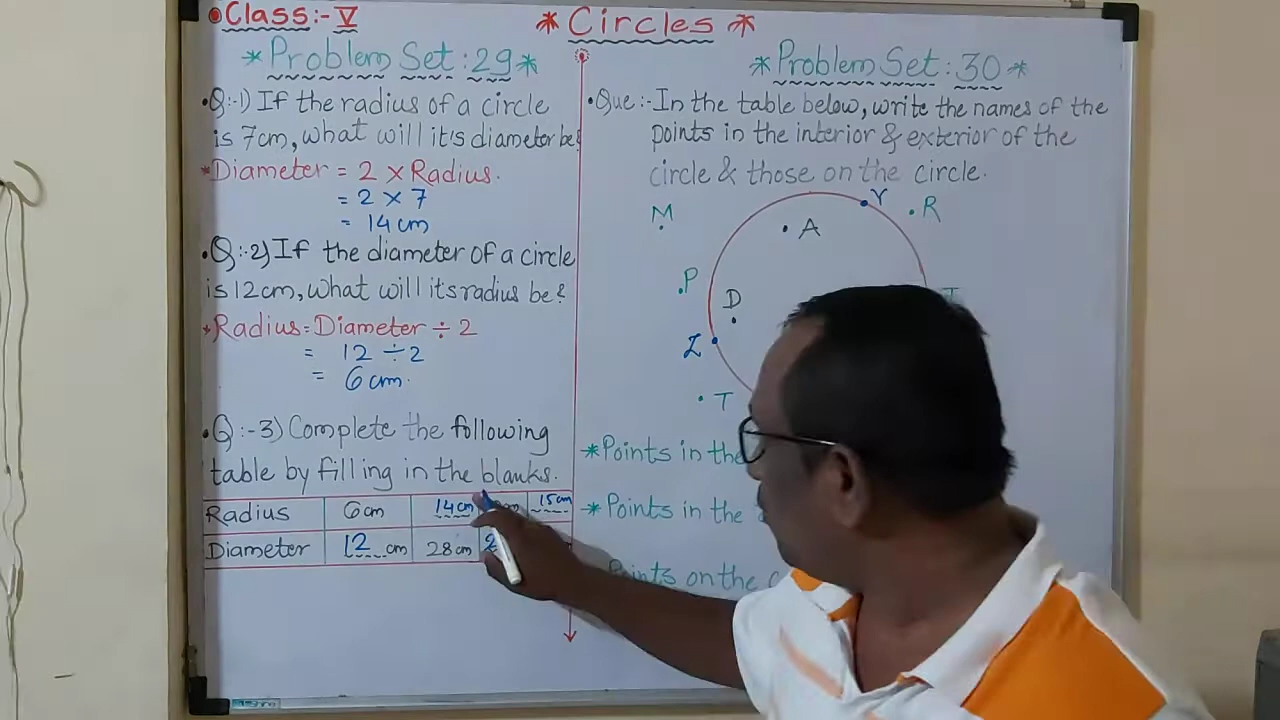 Class:- V
* Circles *
* Problem Set: 29 *
Q:-1) If the radius of a circle
is 7cm, what will it's diameter be?
*Diameter = 2 × Radius.
= 2 × 7
= 14 cm
Q:-2) If the diameter of a circle
is 12cm, what will its radius be?
*Radius = Diameter ÷ 2
= 12 ÷ 2
= 6 cm.
Q:-3) Complete the following
table by filling in the blanks.
Radius 6cm 14cm 15cm
Diameter 12 cm 28cm
* Problem Set: 30 *
Que:- In the table below, write the names of the
points in the interior & exterior of the
circle & those on the circle.
M Y R
A
P
D
Z
T
*Points in the
*Points in the
Points on the